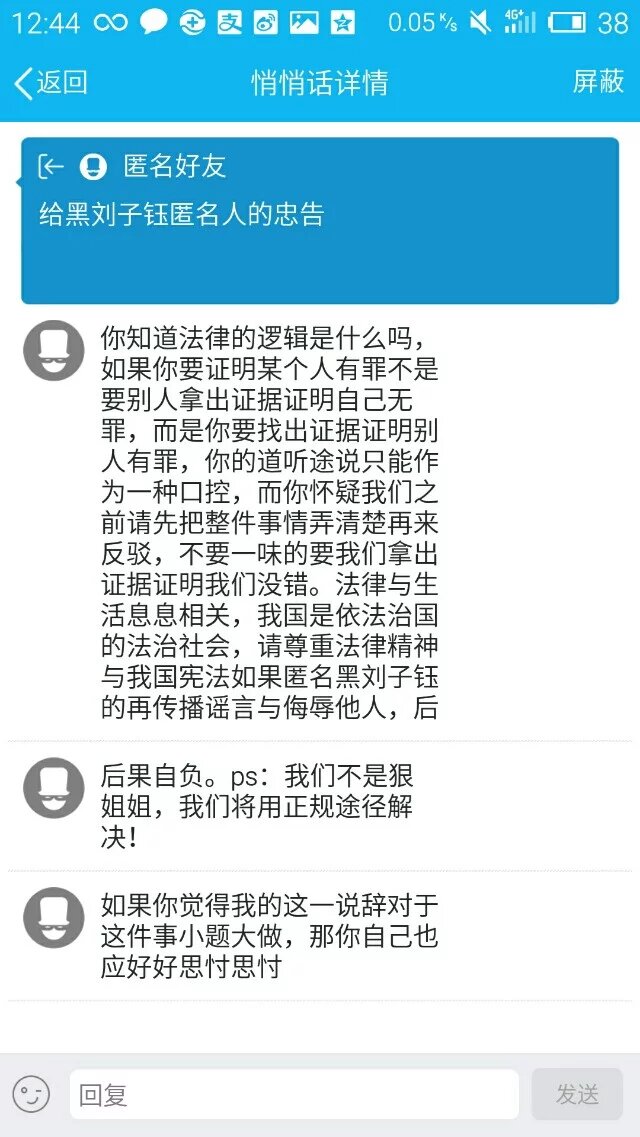 12:44
支
0.05 K/s
4G+
38
返回
悄悄话详情
屏蔽
匿名好友
给黑刘子钰匿名人的忠告
你知道法律的逻辑是什么吗，
如果你要证明某个人有罪不是
要别人拿出证据证明自己无
罪，而是你要找出证据证明别
人有罪，你的道听途说只能作
为一种口控，而你怀疑我们之
前请先把整件事情弄清楚再来
反驳，不要一味的要我们拿出
证据证明我们没错。法律与生
活息息相关，我国是依法治国
的法治社会，请尊重法律精神
与我国宪法如果匿名黑刘子钰
的再传播谣言与侮辱他人，后
后果自负。ps：我们不是狠
姐姐，我们将用正规途径解
决！
如果你觉得我的这一说辞对于
这件事小题大做，那你自己也
应好好思忖思忖
回复
发送